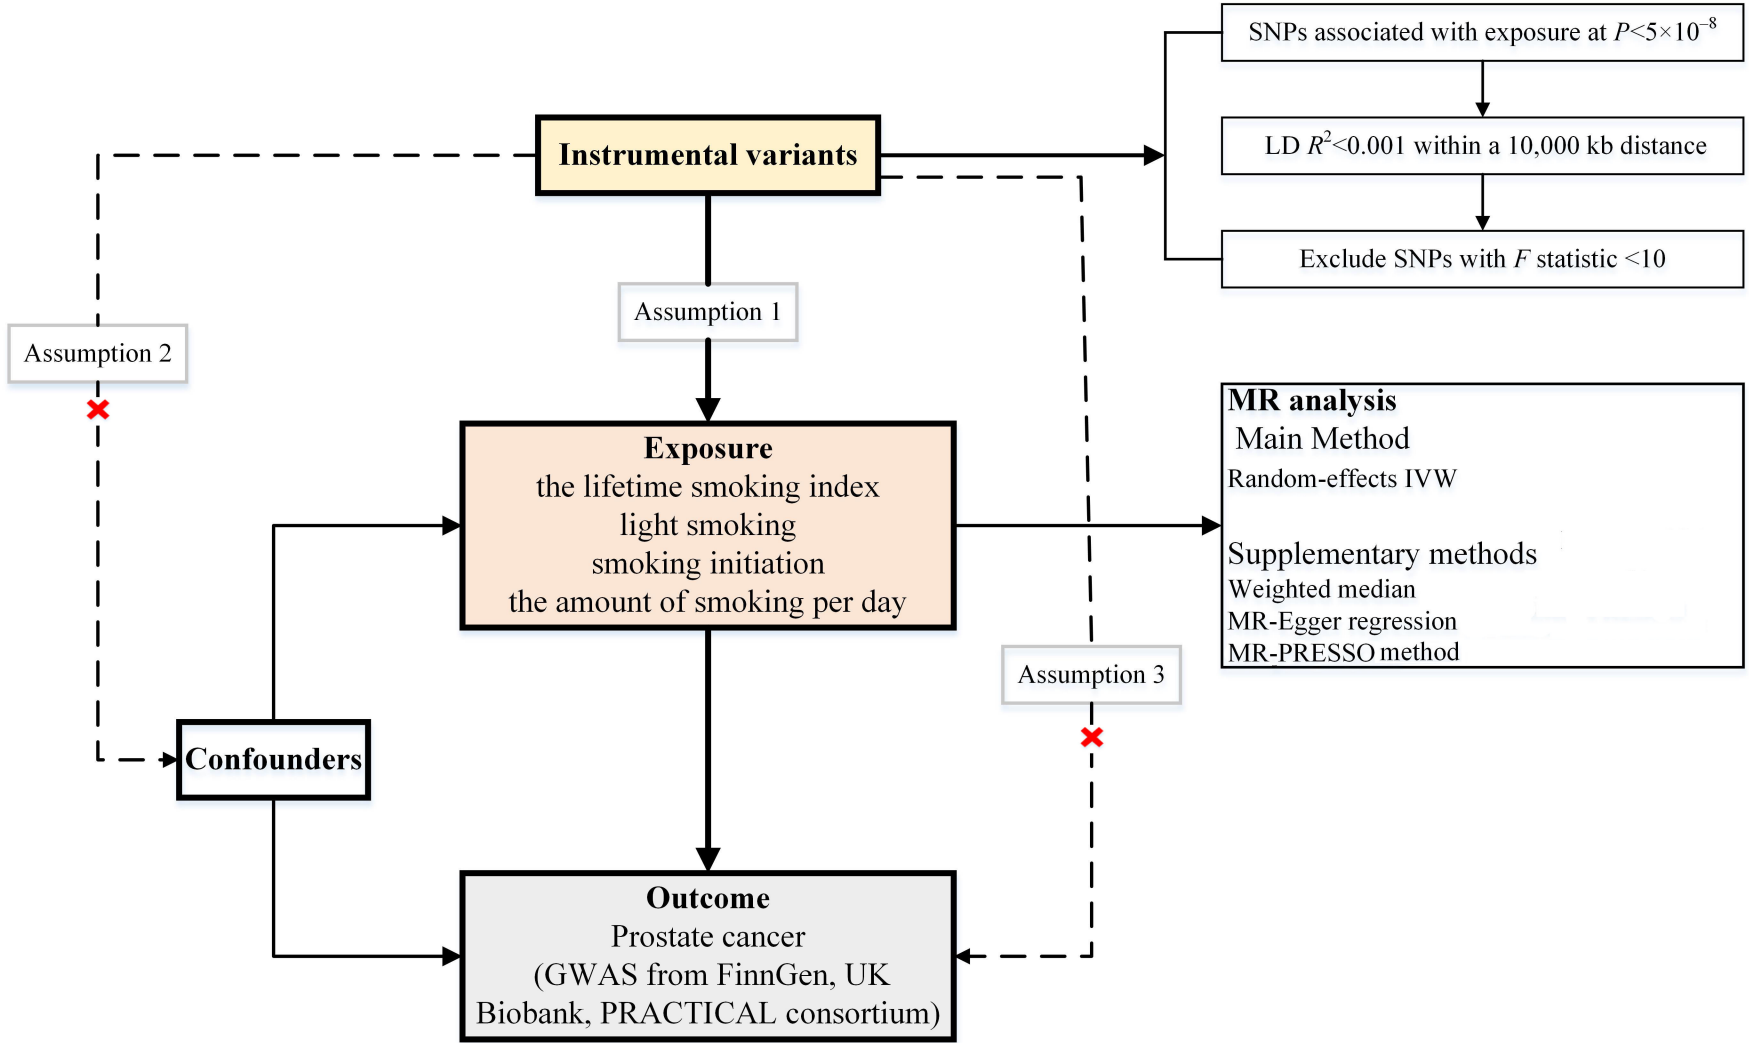 SNPs associated with exposure at P<5×10⁻⁸
Instrumental variants
LD R²<0.001 within a 10,000 kb distance
Exclude SNPs with F statistic <10
Assumption 1
Assumption 2
MR analysis
Main Method
Random-effects IVW
Supplementary methods
Weighted median
MR-Egger regression
MR-PRESSO method
Exposure
the lifetime smoking index
light smoking
smoking initiation
the amount of smoking per day
Assumption 3
Confounders
Outcome
Prostate cancer
(GWAS from FinnGen, UK
Biobank, PRACTICAL consortium)